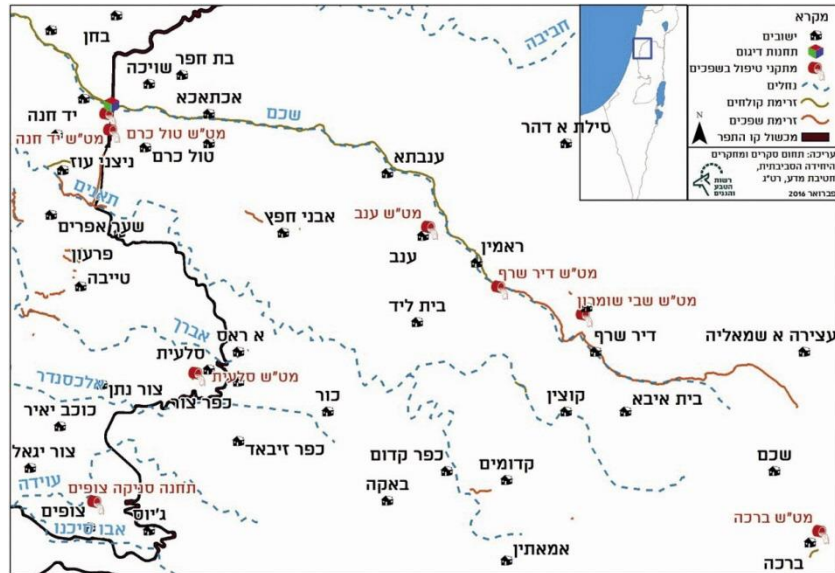 מקרא
ישובים
תחנות דיגום
מתקני טיפול בשפכים
נחלים
זרימת קולחים
זרימת שפכים
מכשול קו התפר
N
עריכה: תחום סקרים ומחקרים
היחידה הסביבתית,
חטיבת מדע, רט"ג
פברואר 2016
רשות
הטבע
והגנים
בחן
חביבה
שויכה
בת חפר
אכתאכא
שכם
יד חנה
מט"ש יד חנה
מט"ש טול כרם
טול כרם
סילת א דהר
ניצני עוז
ענבתא
תאנים
אבני חפץ
מט"ש ענב
שער אפרים
ענב
ראמין
פרעון
מט"ש דיר שרף
טייבה
מט"ש שבי שומרון
בית ליד
אברך
א ראס
דיר שרף
עצירה א שמאליה
סלעית
מט"ש סלעית
אלכסנדר
צור נתן
כפר צור
כור
קוצין
בית איבא
כוכב יאיר
כפר זיבאד
צור יגאל
כפר קדום
קדומים
שכם
עוידה
תחנה סניקה צופים
באקה
צופים
ג'יוס
אבו סיכנו
מט"ש ברכה
אמאתין
ברכה